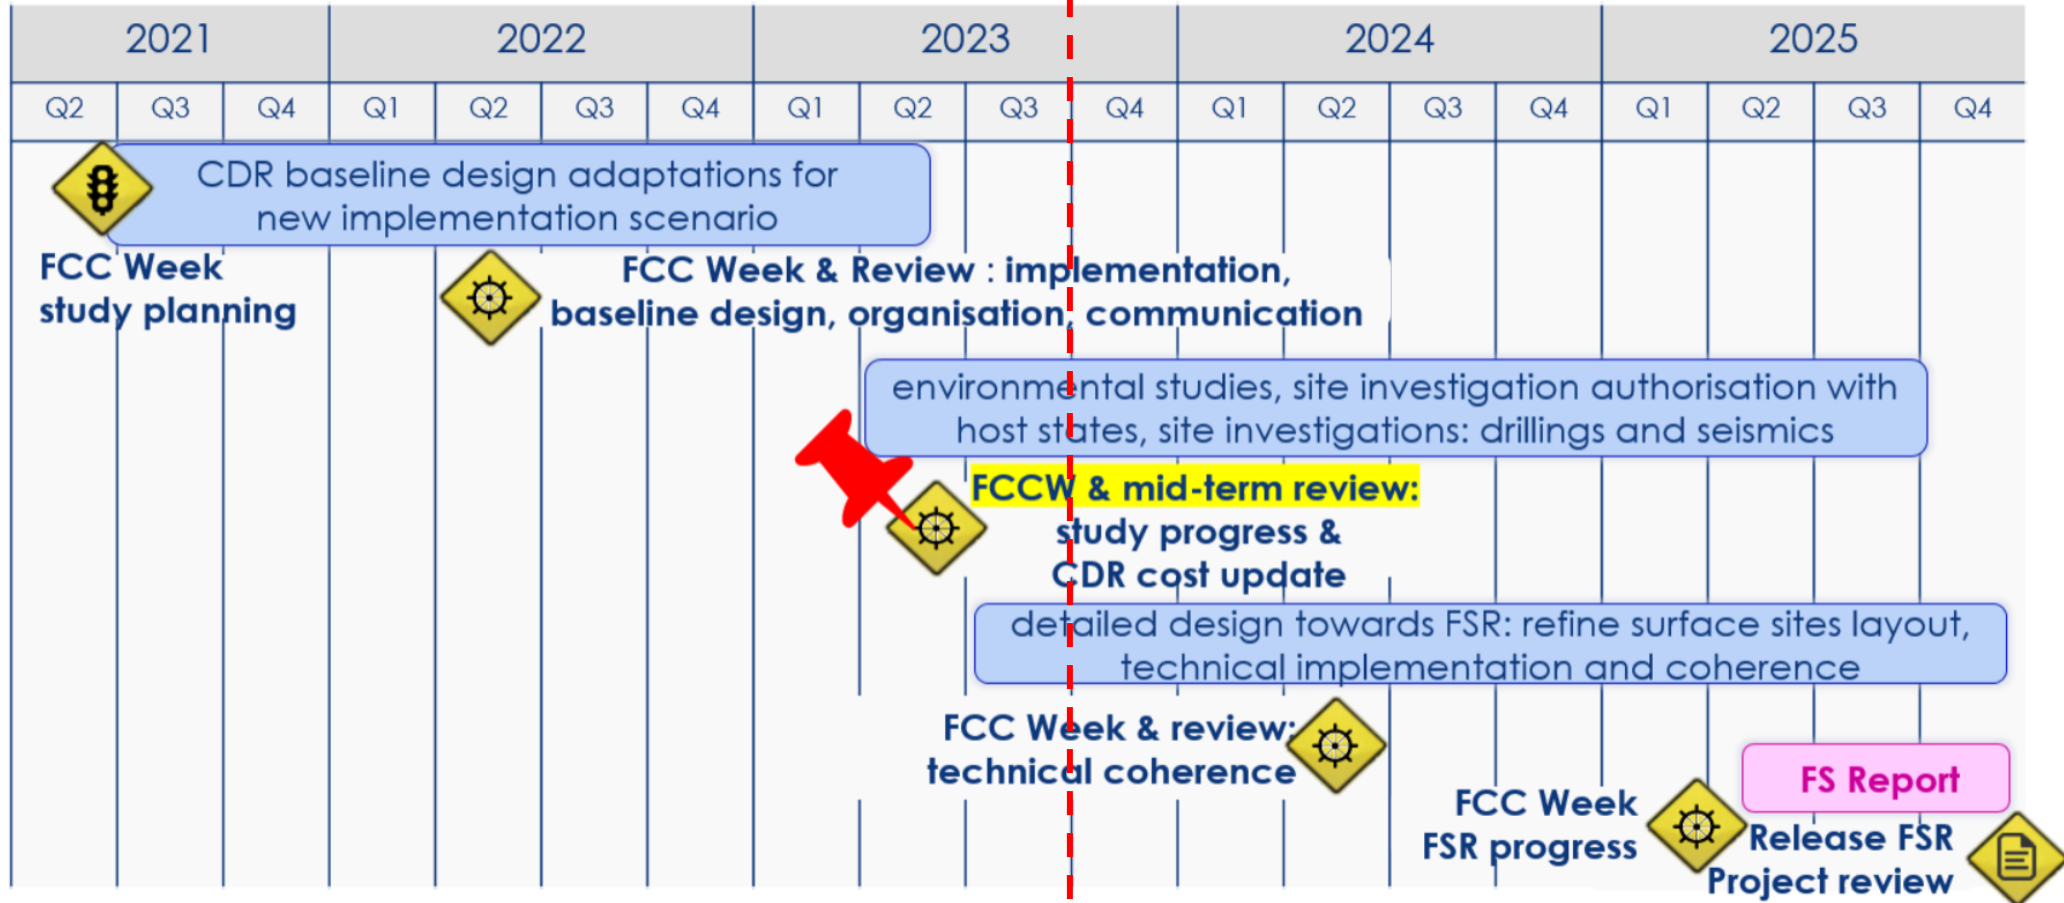 2021 2022 2023 2024 2025
Q2 Q3 Q4 Q1 Q2 Q3 Q4 Q1 Q2 Q3 Q4 Q1 Q2 Q3 Q4 Q1 Q2 Q3 Q4
CDR baseline design adaptations for
new implementation scenario
FCC Week
study planning
FCC Week & Review : implementation,
baseline design, organisation, communication
environmental studies, site investigation authorisation with
host states, site investigations: drillings and seismics
FCCW & mid-term review:
study progress &
CDR cost update
detailed design towards FSR: refine surface sites layout,
technical implementation and coherence
FCC Week & review:
technical coherence
FS Report
FCC Week
FSR progress
Release FSR
Project review